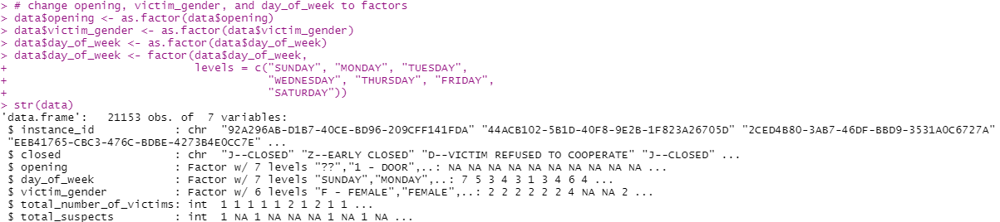 > # change opening, victim_gender, and day_of_week to factors
> data$opening <- as.factor(data$opening)
> data$victim_gender <- as.factor(data$victim_gender)
> data$day_of_week <- as.factor(data$day_of_week)
> data$day_of_week <- factor(data$day_of_week,
+                            levels = c("SUNDAY", "MONDAY", "TUESDAY",
+                                       "WEDNESDAY", "THURSDAY", "FRIDAY",
+                                       "SATURDAY"))
> str(data)
'data.frame':   21153 obs. of  7 variables:
 $ instance_id            : chr  "92A296AB-D1B7-40CE-BD96-209CFF141FDA" "44ACB102-5B1D-40F8-9E2B-1F823A26705D" "2CED4B80-3AB7-46DF-BBD9-3531A0C6727A"
 "EEB41765-CBC3-476C-BDBE-4273B4E0CC7E" ...
 $ closed                 : chr  "J--CLOSED" "Z--EARLY CLOSED" "D--VICTIM REFUSED TO COOPERATE" "J--CLOSED" ...
 $ opening                : Factor w/ 7 levels "??","1 - DOOR",..: NA NA NA NA NA NA NA NA NA NA ...
 $ day_of_week            : Factor w/ 7 levels "SUNDAY","MONDAY",..: 7 5 3 4 3 1 3 4 6 4 ...
 $ victim_gender          : Factor w/ 6 levels "F - FEMALE","FEMALE",..: 2 2 2 2 2 2 4 NA NA 2 ...
 $ total_number_of_victims: int  1 1 1 1 1 2 1 2 1 1 ...
 $ total_suspects         : int  1 NA 1 NA NA NA 1 NA 1 NA ...